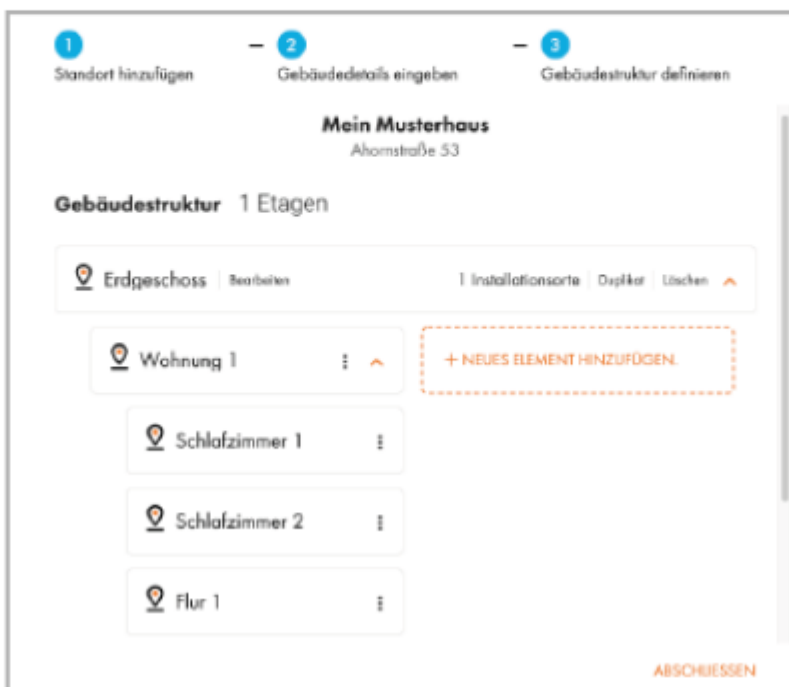 1 – 2 – 3
Standort hinzufügen Gebäudedetails eingeben Gebäudestruktur definieren
Mein Musterhaus
Ahornstraße 53
Gebäudestruktur 1 Etagen
Erdgeschoss Bearbeiten 1 Installationsorte Duplikat Löschen
Wohnung 1 + NEUES ELEMENT HINZUFÜGEN.
Schlafzimmer 1
Schlafzimmer 2
Flur 1
ABSCHLIESSEN